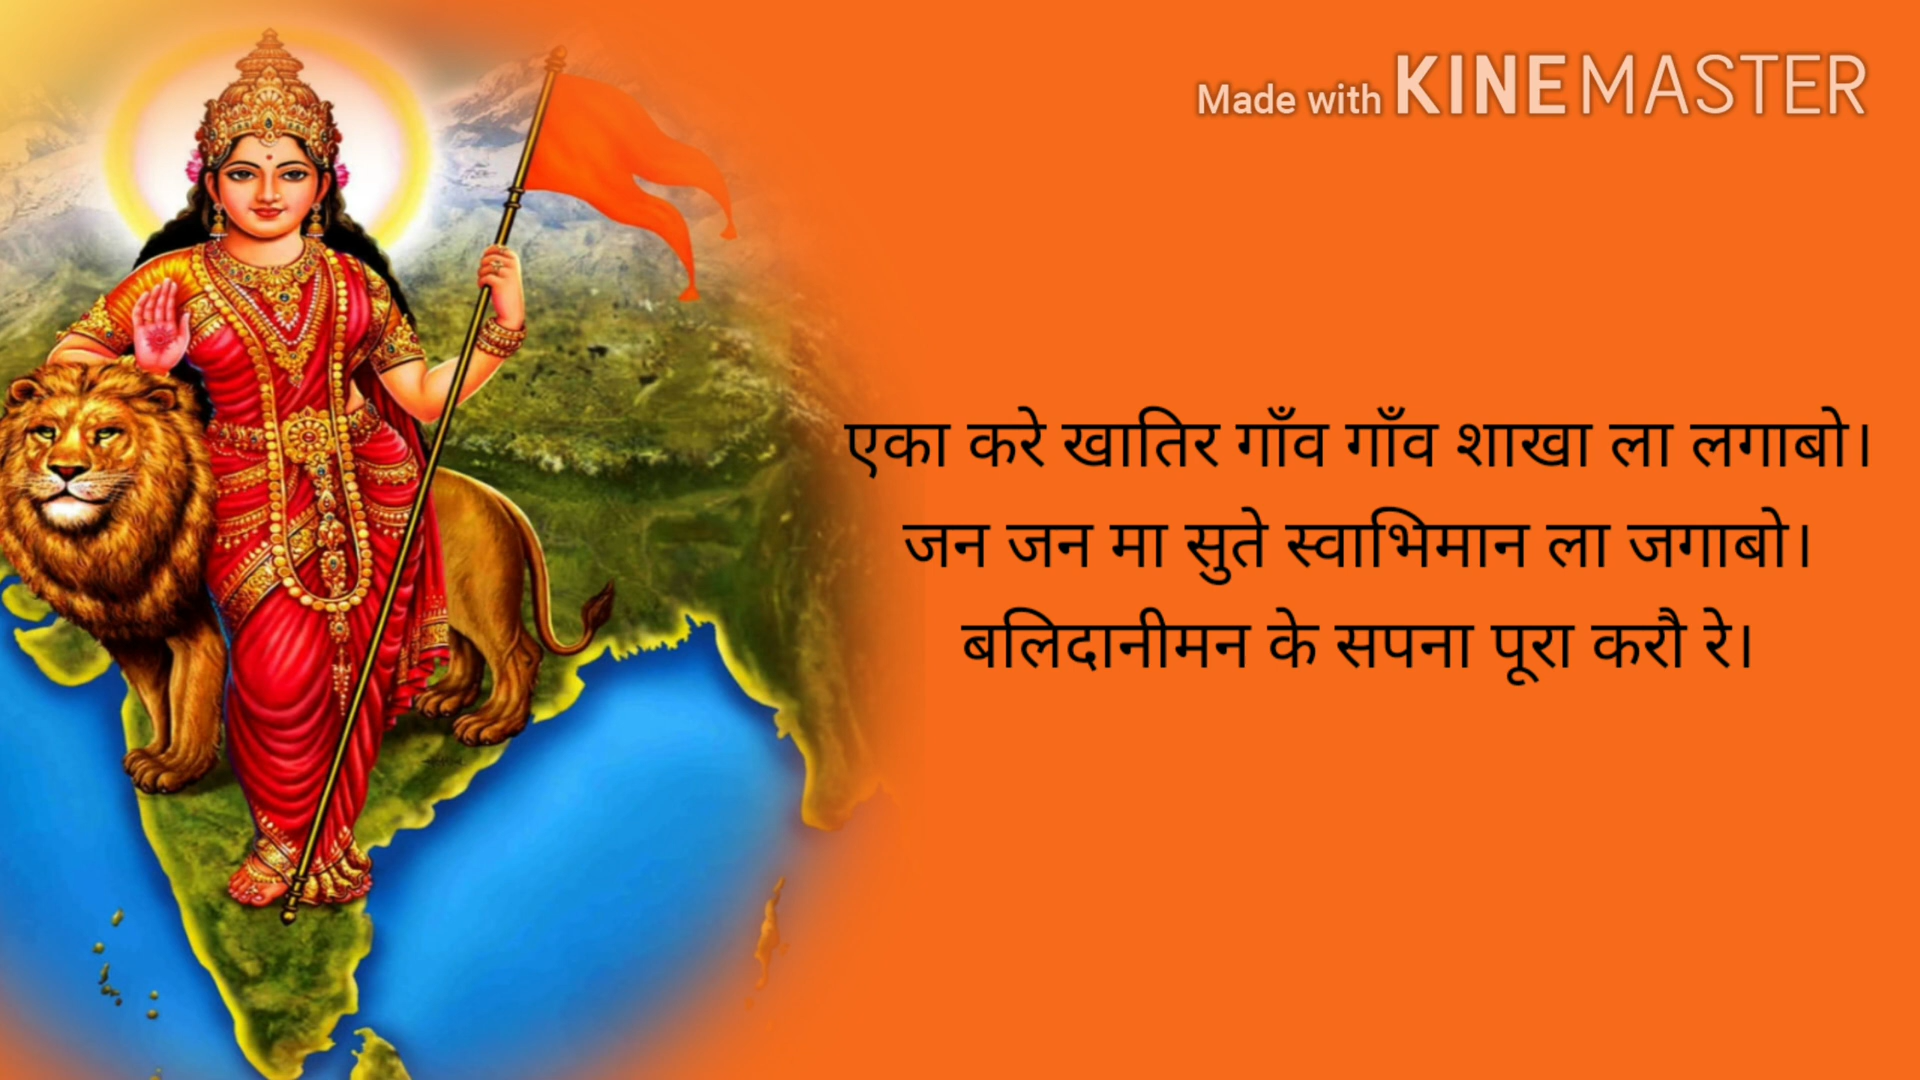 Made with KINEMASTER
एका करे खातिर गाँव गाँव शाखा ला लगाबो।
जन जन मा सुते स्वाभिमान ला जगाबो।
बलिदानीमन के सपना पूरा करौ रे।